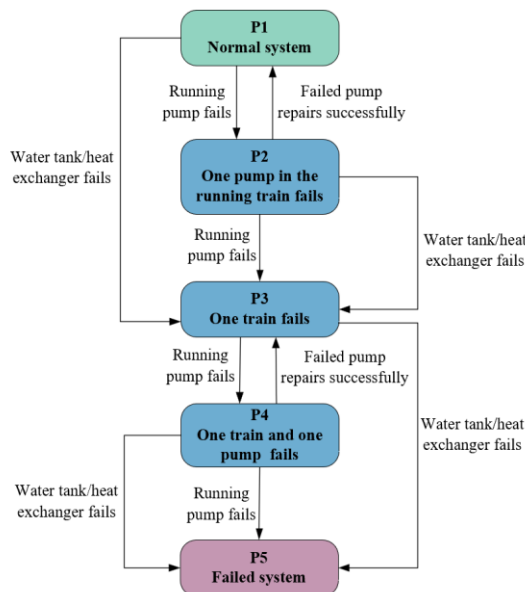 P1
Normal system
Running
pump fails
Failed pump
repairs successfully
Water tank/heat
exchanger fails
P2
One pump in the
running train fails
Running
pump fails
Water tank/heat
exchanger fails
P3
One train fails
Running
pump fails
Failed pump
repairs successfully
P4
One train and one
pump fails
Water tank/heat
exchanger fails
Water tank/heat
exchanger fails
Running
pump fails
P5
Failed system